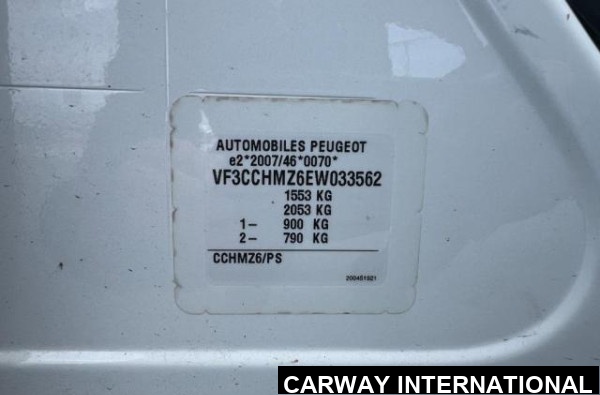 AUTOMOBILES PEUGEOT
e2*2007/46*0070*
VF3CCHMZ6EW033562
1553 KG
2053 KG
1- 900 KG
2- 790 KG
CCHMZ6/PS
200451021
CARWAY INTERNATIONAL